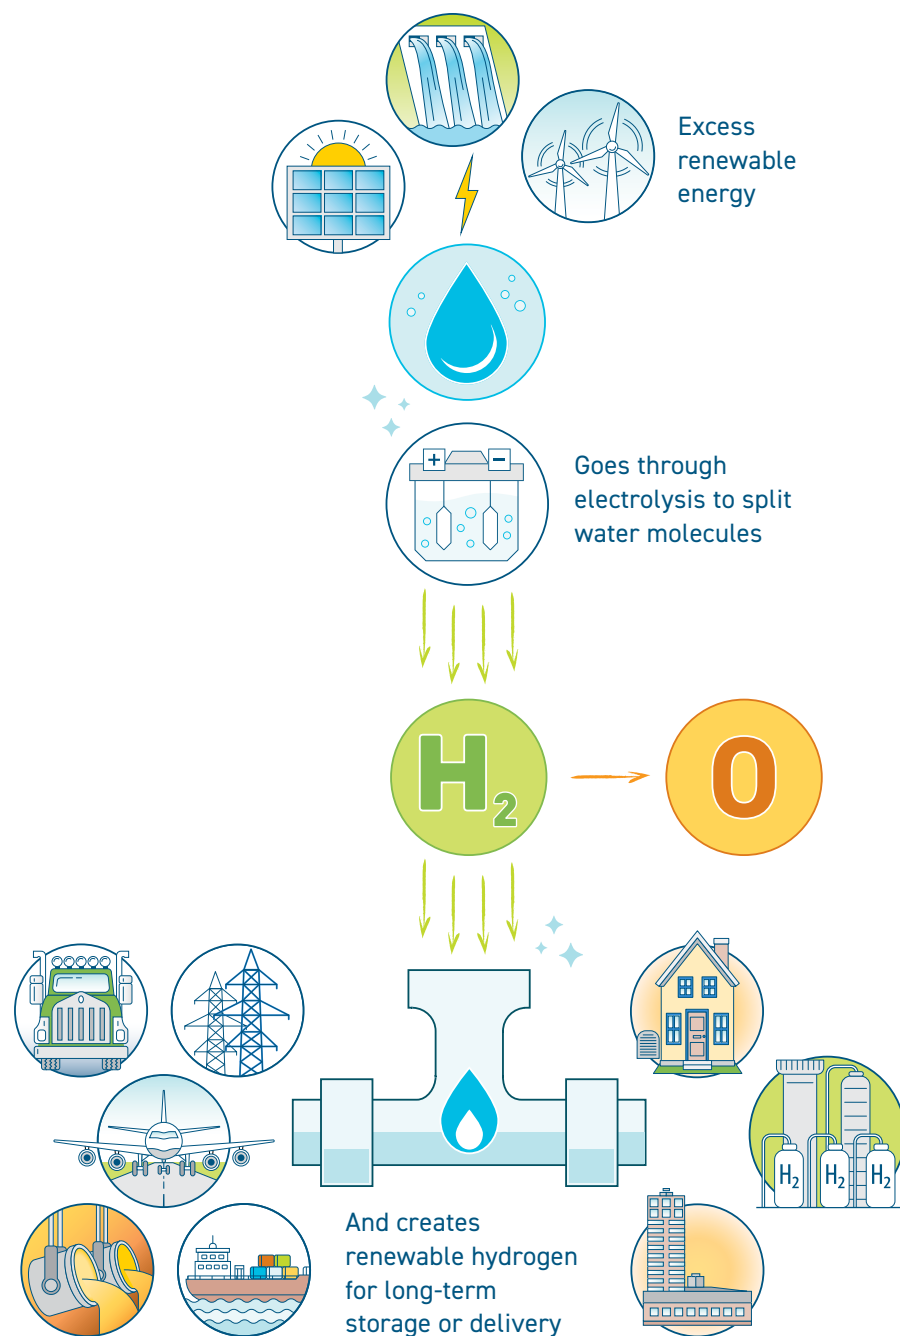 Excess
renewable
energy
+ −
Goes through
electrolysis to split
water molecules
H₂
O
H₂ H₂ H₂
And creates
renewable hydrogen
for long-term
storage or delivery